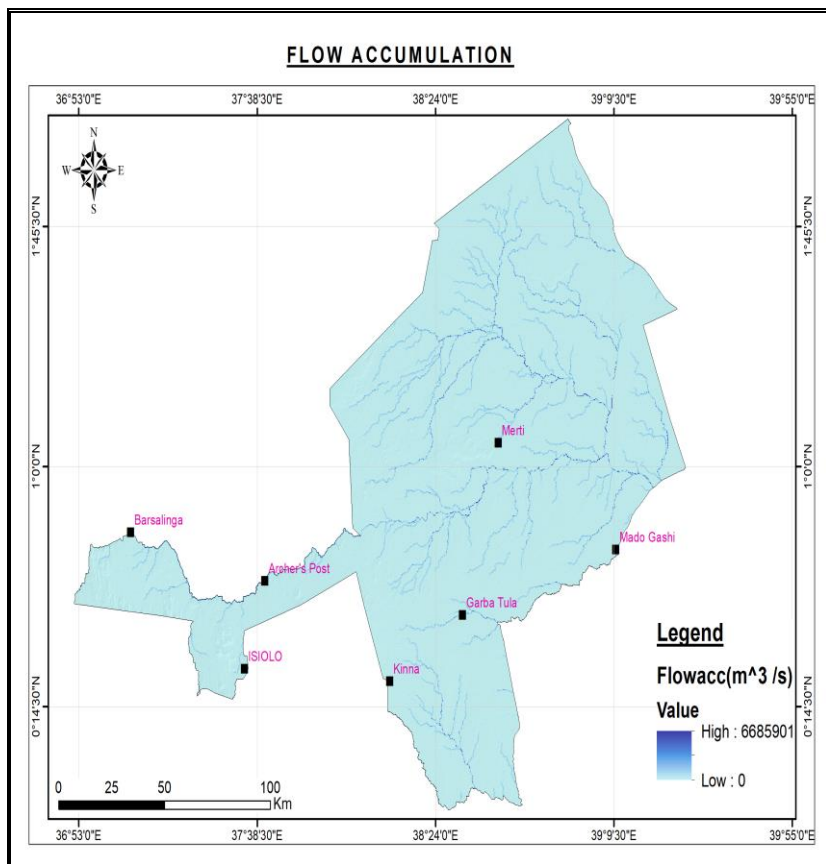 FLOW ACCUMULATION
36°53'0"E 37°38'30"E 38°24'0"E 39°9'30"E 39°55'0"E
N
W E
S
1°45'30"N 1°45'30"N
Merti
1°0'0"N 1°0'0"N
Barsalinga
Mado Gashi
Archer's Post
Garba Tula
ISIOLO
Kinna
Legend
Flowacc(m^3 /s)
Value
High : 6685901
Low : 0
0°14'30"N 0°14'30"N
0 25 50 100
Km
36°53'0"E 37°38'30"E 38°24'0"E 39°9'30"E 39°55'0"E